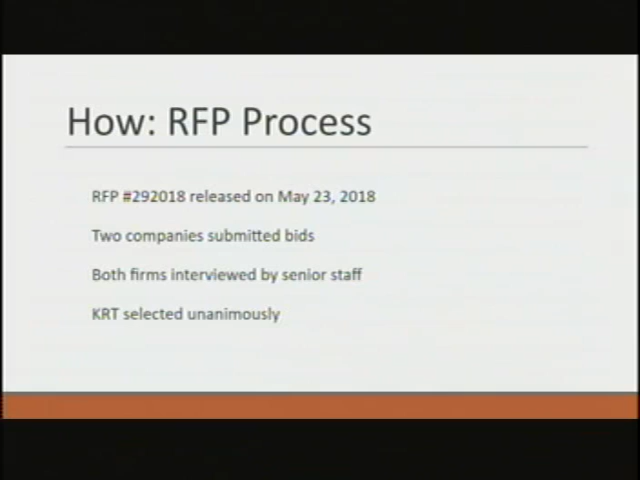 How: RFP Process
RFP #292018 released on May 23, 2018
Two companies submitted bids
Both firms interviewed by senior staff
KRT selected unanimously